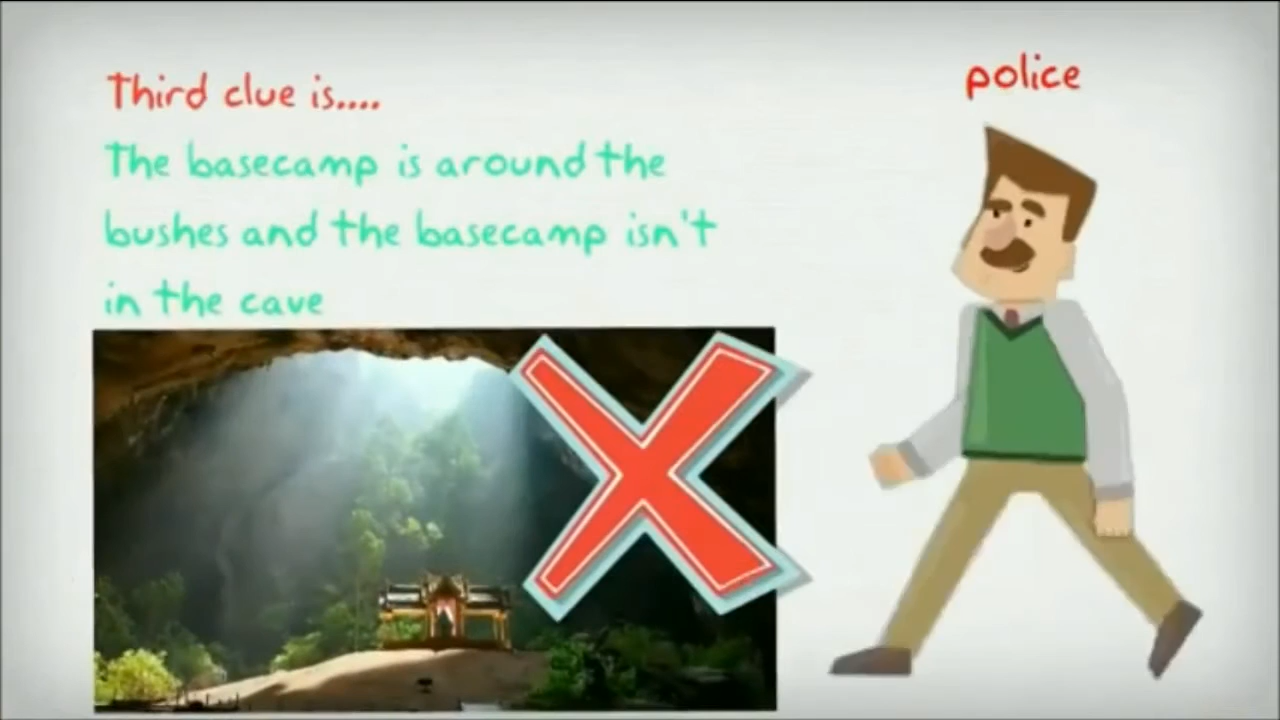 Third clue is....
police
The basecamp is around the
bushes and the basecamp isn't
in the cave